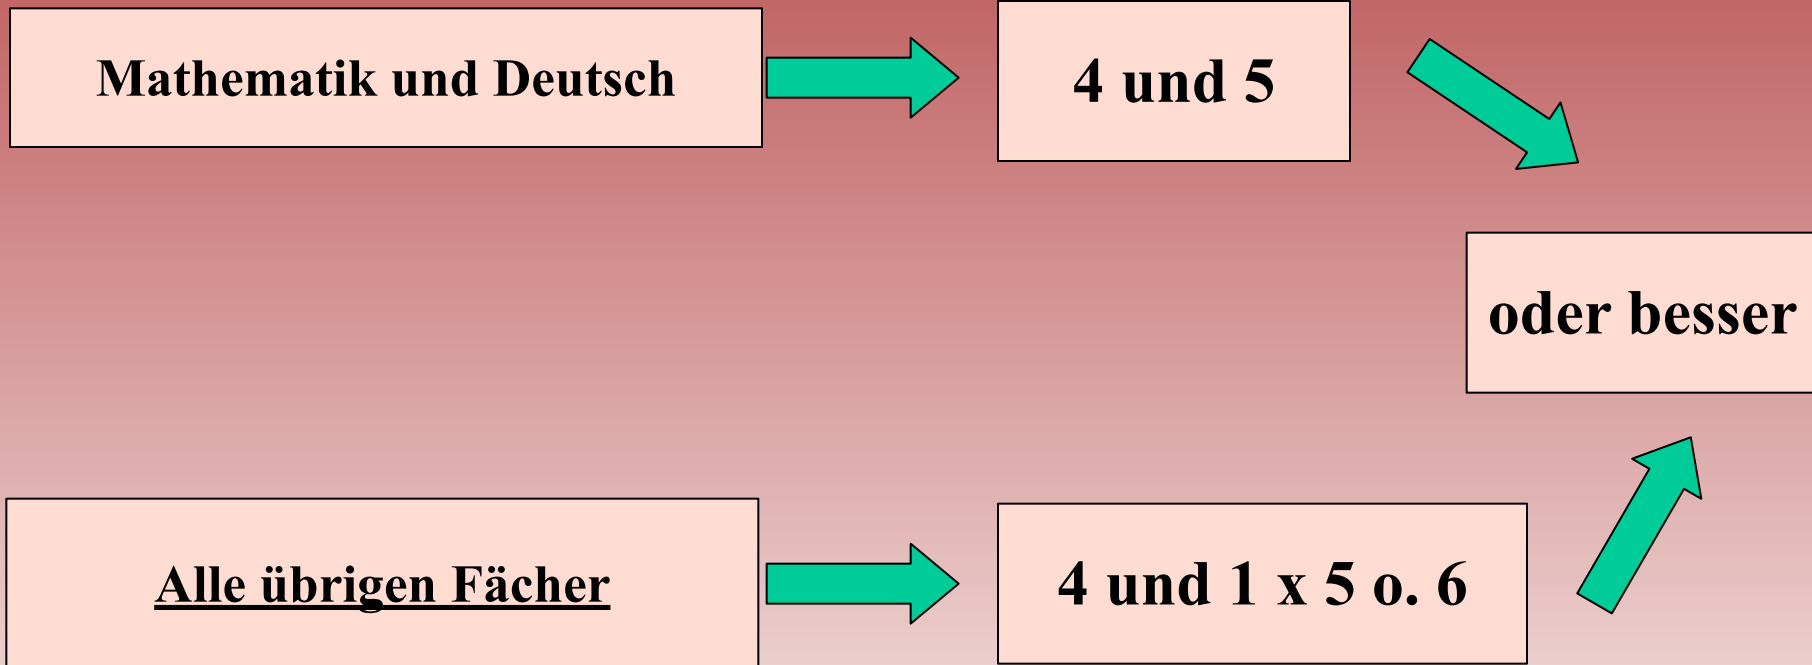 Mathematik und Deutsch
4 und 5
oder besser
Alle übrigen Fächer
4 und 1 x 5 o. 6